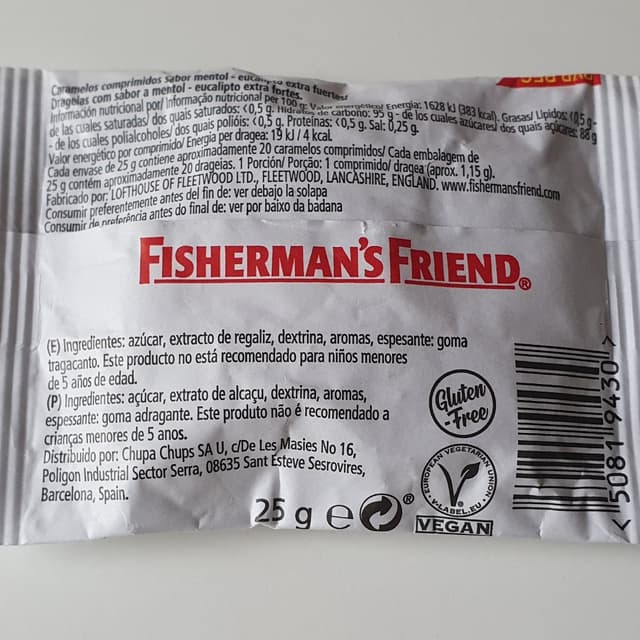 Caramelos comprimidos sabor mentol - eucalipto extra fuertes/
Drageias com sabor a mentol - eucalipto extra fortes.
Información nutricional por/ Informação nutricional per 100 g: Valor energético/ Energia: 1628 kJ (383 kcal). Grasas/ Lípidos: <0,5 g -
de las cuales saturadas/ dos quais saturados: <0,5 g. Hidratos de carbono: 95 g - de los cuales azúcares/ dos quais açúcares: 88 g
- de los cuales polialcoholes/ dos quais polióis: <0,5 g. Proteínas: <0,5 g. Sal: 0,25 g.
Valor energético por comprimido/ Energia per dragea: 19 kJ / 4 kcal.
Cada envase de 25 g contiene aproximadamente 20 caramelos comprimidos/ Cada embalagem de
25 g contém aproximadamente 20 drageias. 1 Porción/ Porção: 1 comprimido/ dragea (aprox. 1,15 g).
Fabricado por: LOFTHOUSE OF FLEETWOOD LTD., FLEETWOOD, LANCASHIRE, ENGLAND. www.fishermansfriend.com
Consumir preferentemente antes del fin de: ver debajo la solapa
Consumir de preferência antes do final de: ver por baixo da badana
FISHERMAN'S FRIEND®
(E) Ingredientes: azúcar, extracto de regaliz, dextrina, aromas, espesante: goma
tragacanto. Este producto no está recomendado para niños menores
de 5 años de edad.
(P) Ingredientes: açúcar, extrato de alcaçu, dextrina, aromas,
espessante: goma adragante. Este produto não é recomendado a
crianças menores de 5 anos.
Distribuido por: Chupa Chups SA U, c/De Les Masies No 16,
Poligon Industrial Sector Serra, 08635 Sant Esteve Sesrovires,
Barcelona, Spain.
25 g e ®
Gluten
-Free
EUROPEAN VEGETARIAN UNION
V-LABEL.EU
VEGAN
< 5081 9430 >